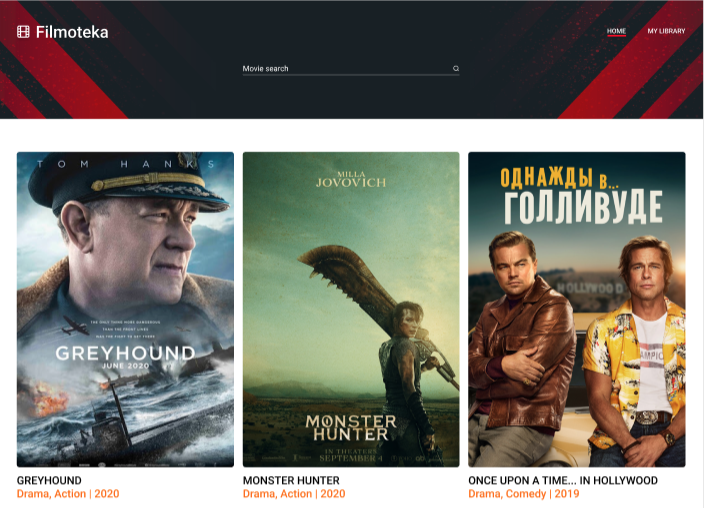 Filmoteka
HOME
MY LIBRARY
Movie search
TOM HANKS
THE ONLY THING MORE DANGEROUS
THAN THE FRONT LINES
WAS THE FIGHT TO GET THERE
GREYHOUND
JUNE 2020
MILLA
JOVOVICH
MONSTER
HUNTER
IN THEATERS
SEPTEMBER 4
ОДНАЖДЫ В...
ГОЛЛИВУДЕ
HOLLYWOOD
GREYHOUND
Drama, Action | 2020
MONSTER HUNTER
Drama, Action | 2020
ONCE UPON A TIME... IN HOLLYWOOD
Drama, Comedy | 2019